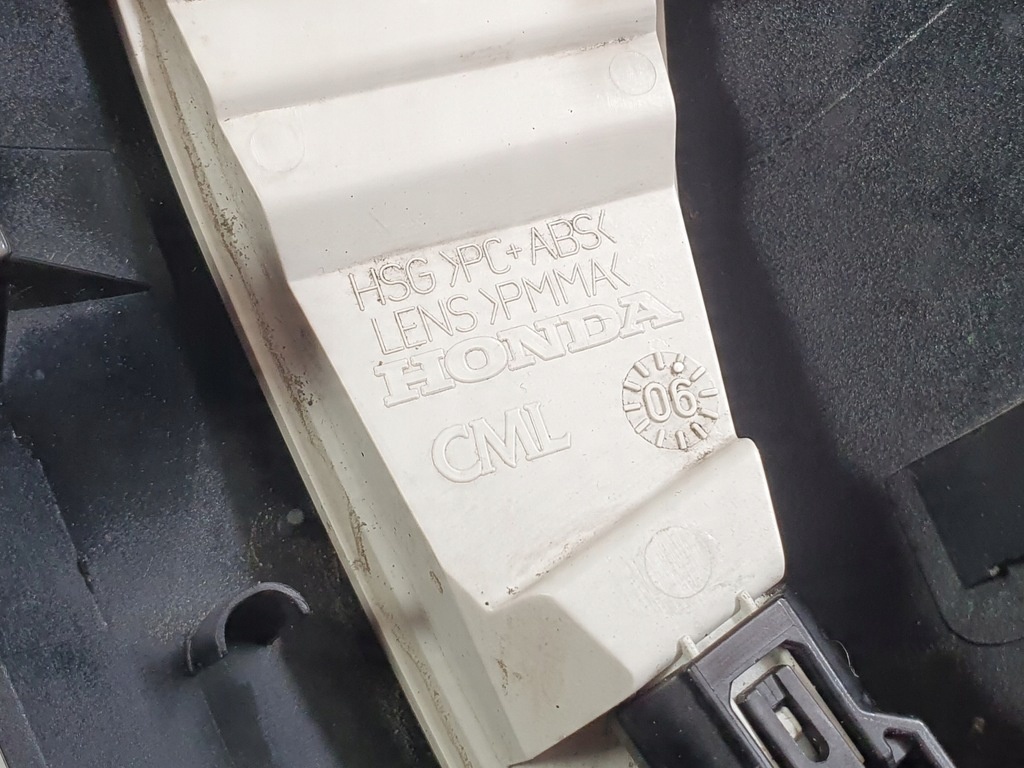 HSG >PC+ABS<
LENS >PMMA<
HONDA
06
CML